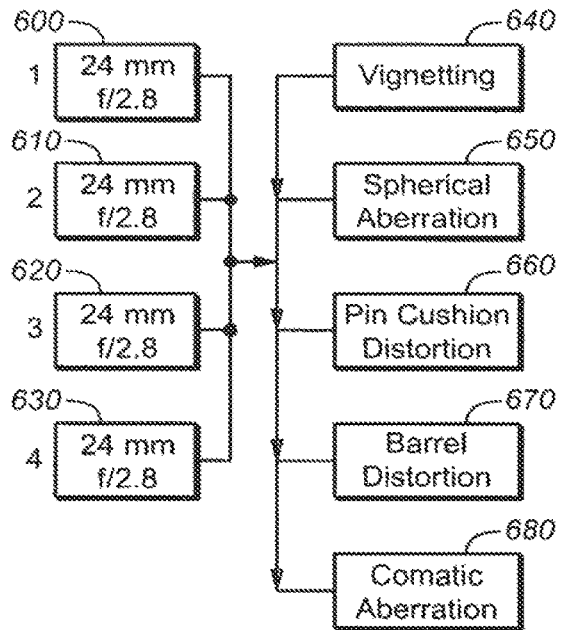 600
1
24 mm
f/2.8
610
2
24 mm
f/2.8
620
3
24 mm
f/2.8
630
4
24 mm
f/2.8
640
Vignetting
650
Spherical
Aberration
660
Pin Cushion
Distortion
670
Barrel
Distortion
680
Comatic
Aberration